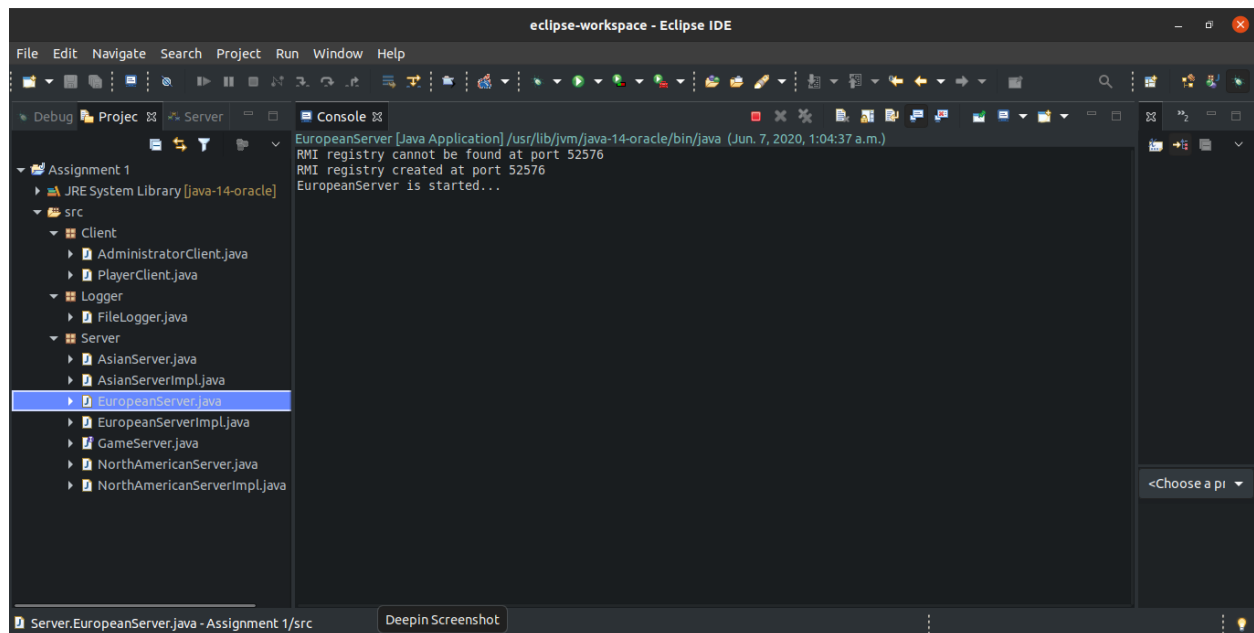 eclipse-workspace - Eclipse IDE
File Edit Navigate Search Project Run Window Help
Debug Projec Server
Console
EuropeanServer [Java Application] /usr/lib/jvm/java-14-oracle/bin/java (Jun. 7, 2020, 1:04:37 a.m.)
RMI registry cannot be found at port 52576
RMI registry created at port 52576
EuropeanServer is started...
Assignment 1
JRE System Library [java-14-oracle]
src
Client
AdministratorClient.java
PlayerClient.java
Logger
FileLogger.java
Server
AsianServer.java
AsianServerImpl.java
EuropeanServer.java
EuropeanServerImpl.java
GameServer.java
NorthAmericanServer.java
NorthAmericanServerImpl.java
»2
<Choose a pr
Server.EuropeanServer.java - Assignment 1/src
Deepin Screenshot